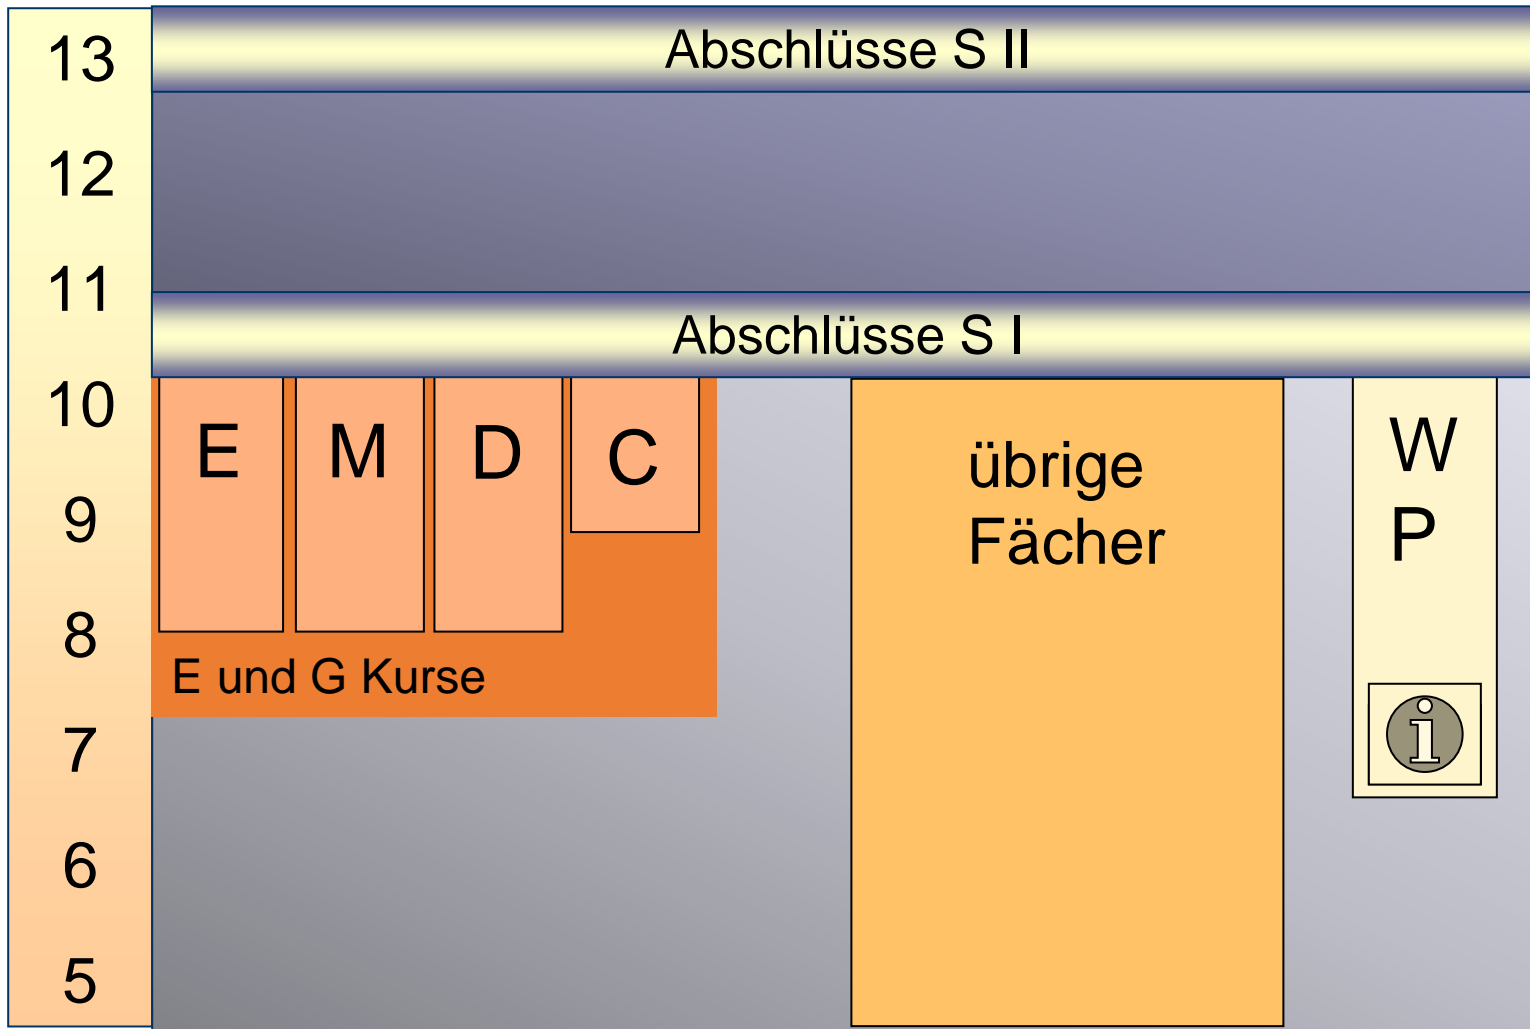 13
Abschlüsse S II
12
11
Abschlüsse S I
10
E M D C
übrige
Fächer
W
P
9
8
E und G Kurse
7
i
6
5